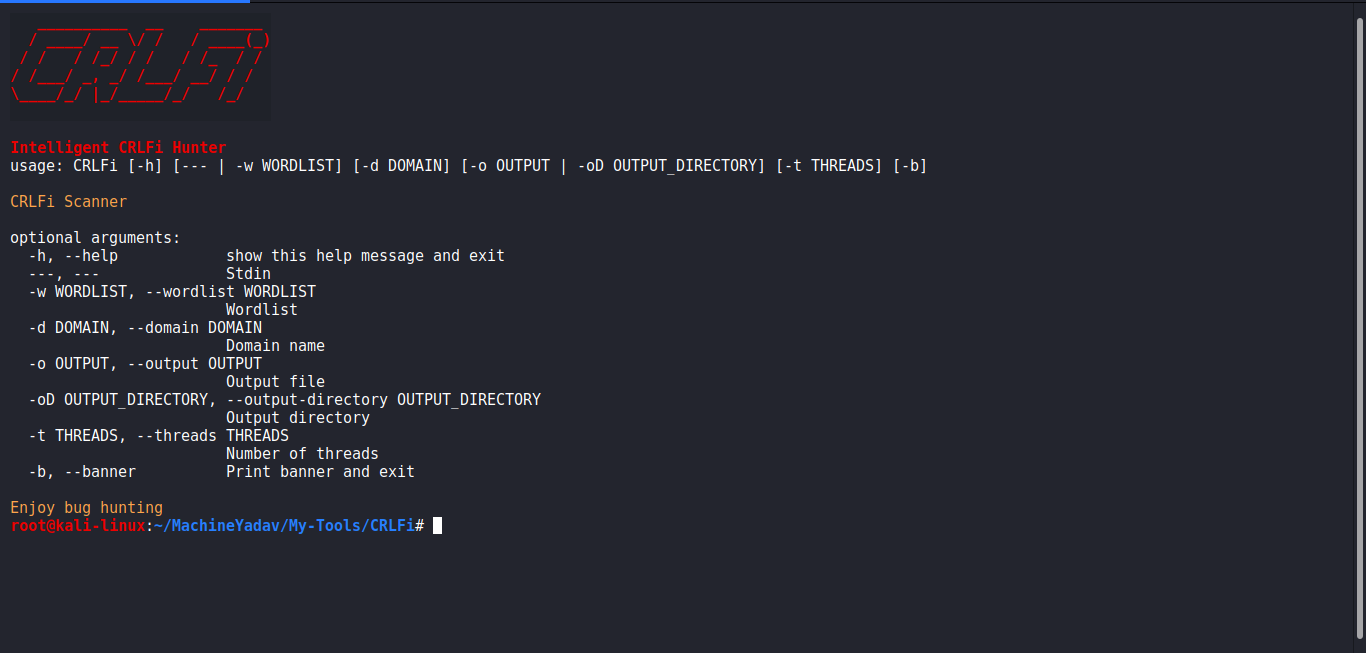 CRLFi
Intelligent CRLFi Hunter
usage: CRLFi [-h] [--- | -w WORDLIST] [-d DOMAIN] [-o OUTPUT | -oD OUTPUT_DIRECTORY] [-t THREADS] [-b]
CRLFi Scanner
optional arguments:
-h, --help show this help message and exit
---, --- Stdin
-w WORDLIST, --wordlist WORDLIST
Wordlist
-d DOMAIN, --domain DOMAIN
Domain name
-o OUTPUT, --output OUTPUT
Output file
-oD OUTPUT_DIRECTORY, --output-directory OUTPUT_DIRECTORY
Output directory
-t THREADS, --threads THREADS
Number of threads
-b, --banner Print banner and exit
Enjoy bug hunting
root@kali-linux:~/MachineYadav/My-Tools/CRLFi#